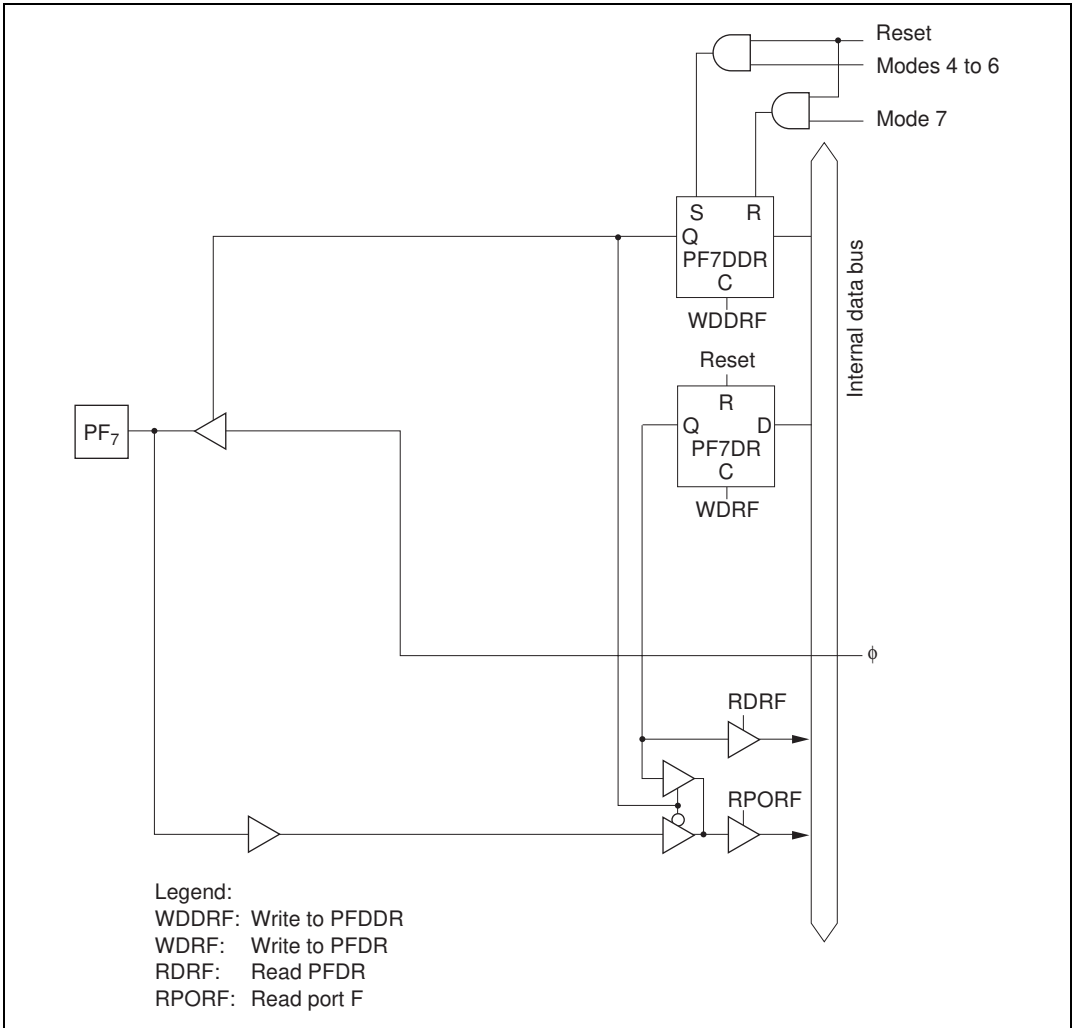 Reset
Modes 4 to 6
Mode 7
S R
Q
PF7DDR
C
WDDRF
Internal data bus
Reset
R
Q D
PF7DR
C
WDRF
PF7
ϕ
RDRF
RPORF
Legend:
WDDRF: Write to PFDDR
WDRF: Write to PFDR
RDRF: Read PFDR
RPORF: Read port F